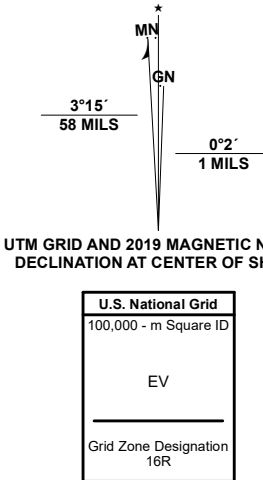 MN
GN
3°15´
58 MILS
0°2´
1 MILS
UTM GRID AND 2019 MAGNETIC N
DECLINATION AT CENTER OF SH
U.S. National Grid
100,000 - m Square ID
EV
Grid Zone Designation
16R